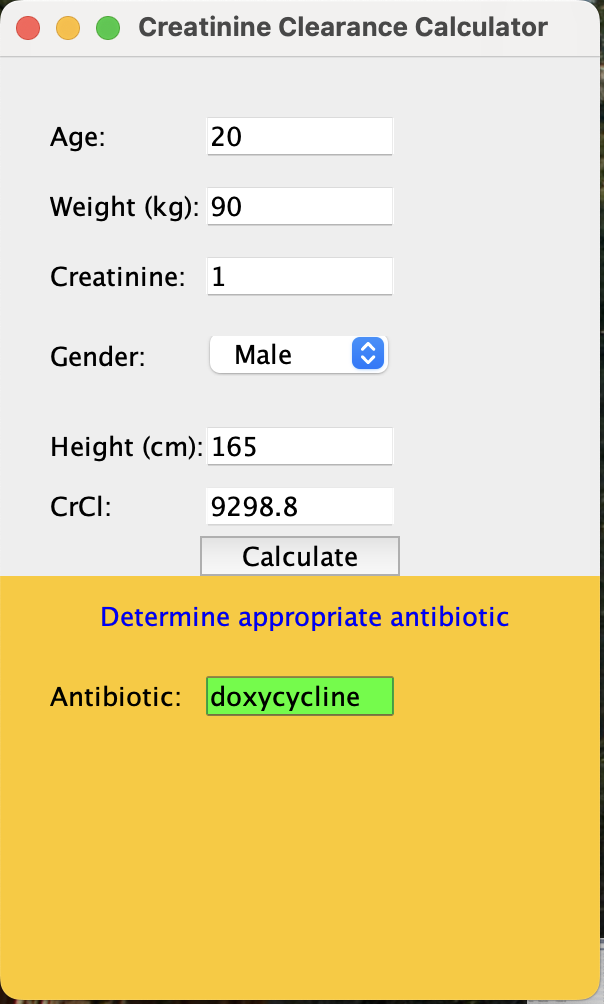 Creatinine Clearance Calculator
Age: 20
Weight (kg): 90
Creatinine: 1
Gender: Male
Height (cm): 165
CrCl: 9298.8
Calculate
Determine appropriate antibiotic
Antibiotic: doxycycline